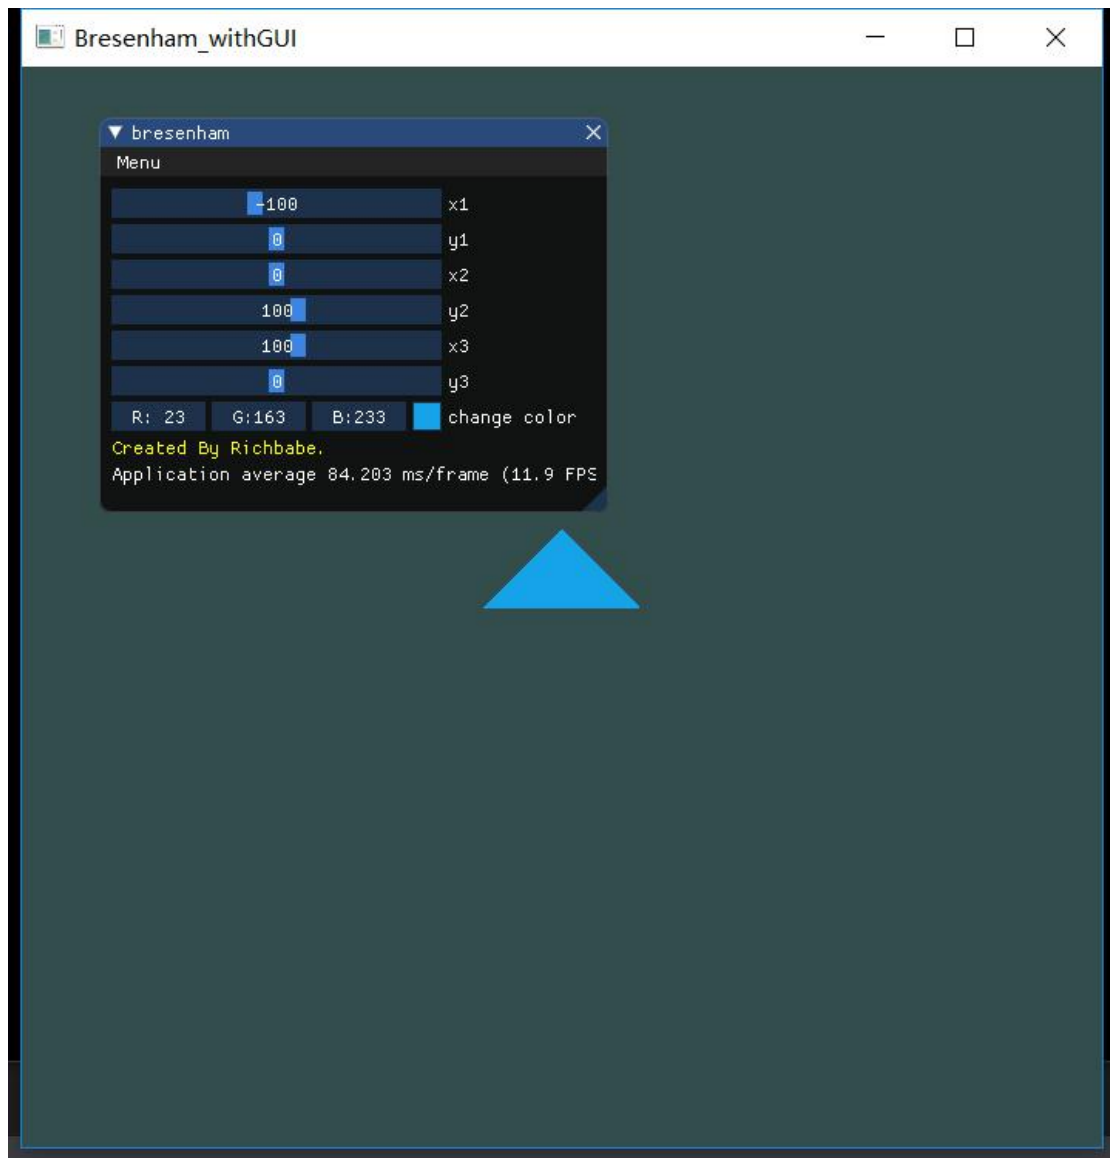 Bresenham_withGUI
bresenham
Menu
-100 x1
0 y1
0 x2
100 y2
100 x3
0 y3
R: 23 G:163 B:233 change color
Created By Richbabe.
Application average 84.203 ms/frame (11.9 FPS